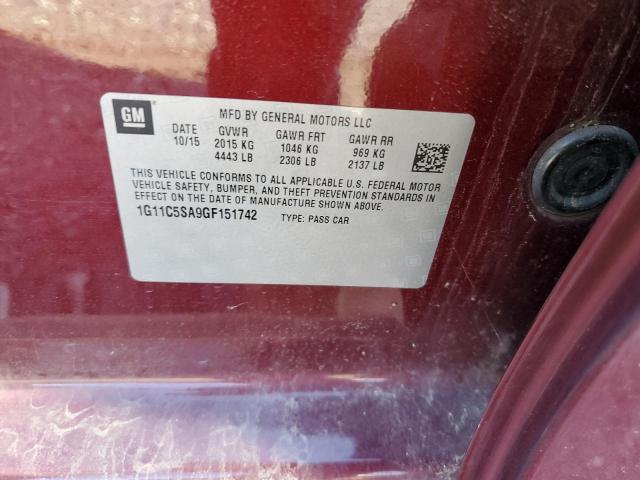 GM
MFD BY GENERAL MOTORS LLC
DATE GVWR GAWR FRT GAWR RR
10/15 2015 KG 1046 KG 969 KG
4443 LB 2306 LB 2137 LB
THIS VEHICLE CONFORMS TO ALL APPLICABLE U.S. FEDERAL MOTOR
VEHICLE SAFETY, BUMPER, AND THEFT PREVENTION STANDARDS IN
EFFECT ON THE DATE OF MANUFACTURE SHOWN ABOVE.
1G11C5SA9GF151742 TYPE: PASS CAR